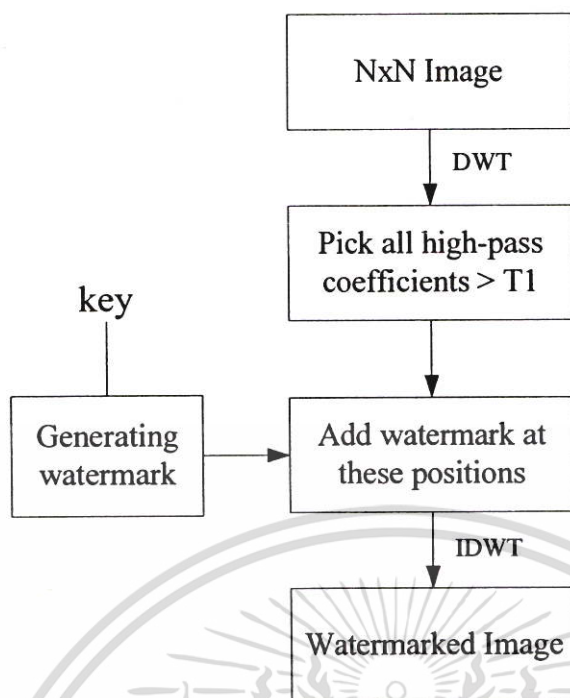 NxN Image
DWT
Pick all high-pass
coefficients > T1
key
Generating
watermark
Add watermark at
these positions
IDWT
Watermarked Image